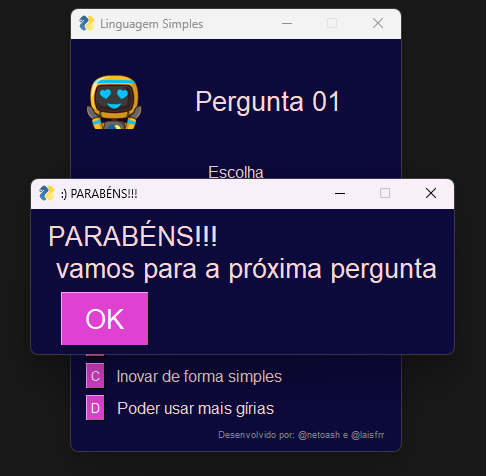 Linguagem Simples
Pergunta 01
Escolha
:) PARABÉNS!!!
PARABÉNS!!!
vamos para a próxima pergunta
OK
C Inovar de forma simples
D Poder usar mais gírias
Desenvolvido por: @netoash e @laisfrr